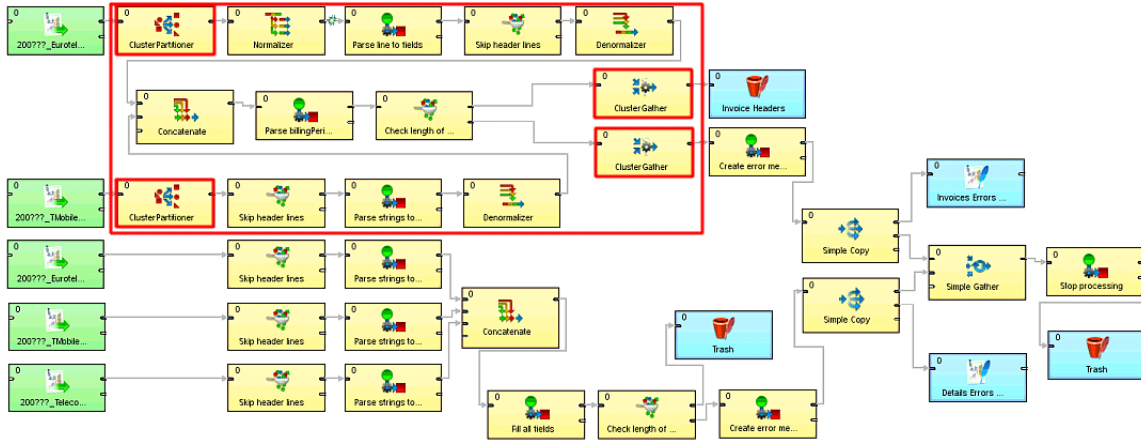 0 0 0 0 0 0
200???_Eurotel... ClusterPartitioner Normalizer Parse line to fields Skip header lines Denormalizer
0 0
ClusterGather Invoice Headers
0 0 0
Concatenate Parse billingPeri... Check length of ...
0 0
ClusterGather Create error me...
0 0 0 0 0
200???_TMobile... ClusterPartitioner Skip header lines Parse strings to... Denormalizer
0
Invoices Errors ...
0
Simple Copy
0 0 0
200???_Eurotel... Skip header lines Parse strings to...
0 0
Simple Gather Stop processing
0
Concatenate
0
Simple Copy
0 0 0
200???_TMobile... Skip header lines Parse strings to...
0
Trash
0
Trash
0
Details Errors ...
0 0 0
200???_Teleco... Skip header lines Parse strings to...
0 0 0
Fill all fields Check length of ... Create error me...